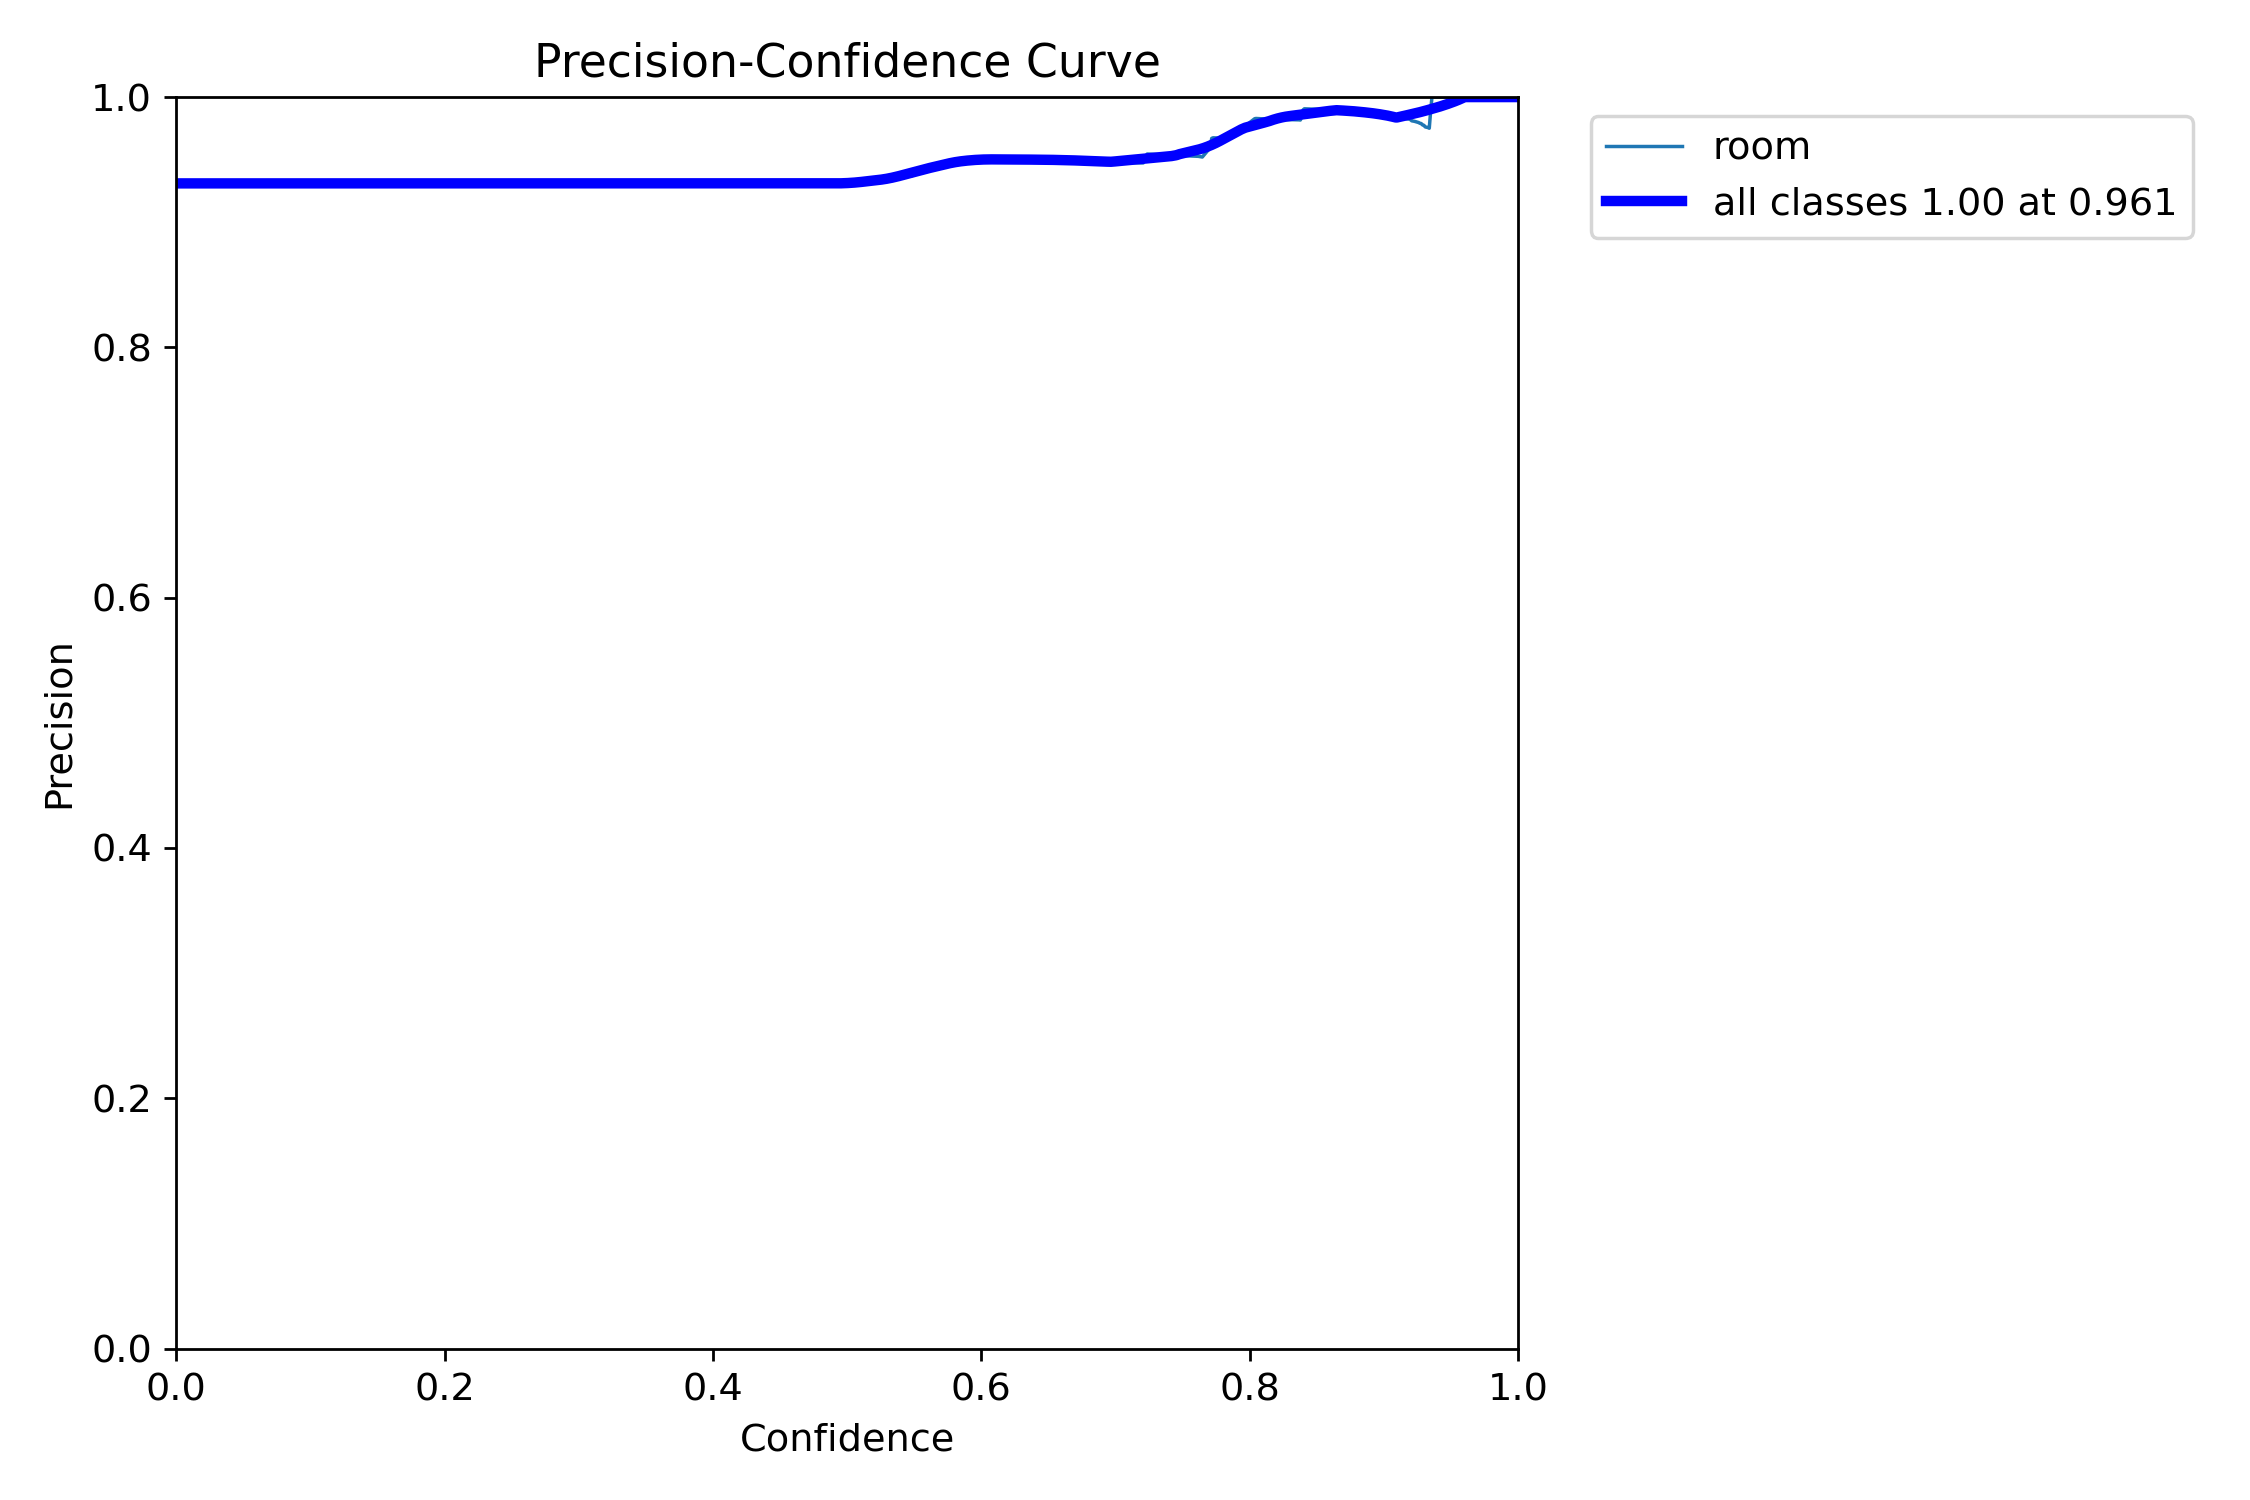 Precision-Confidence Curve
1.0
0.8
0.6
0.4
0.2
0.0
Precision
0.0 0.2 0.4 0.6 0.8 1.0
Confidence
room
all classes 1.00 at 0.961